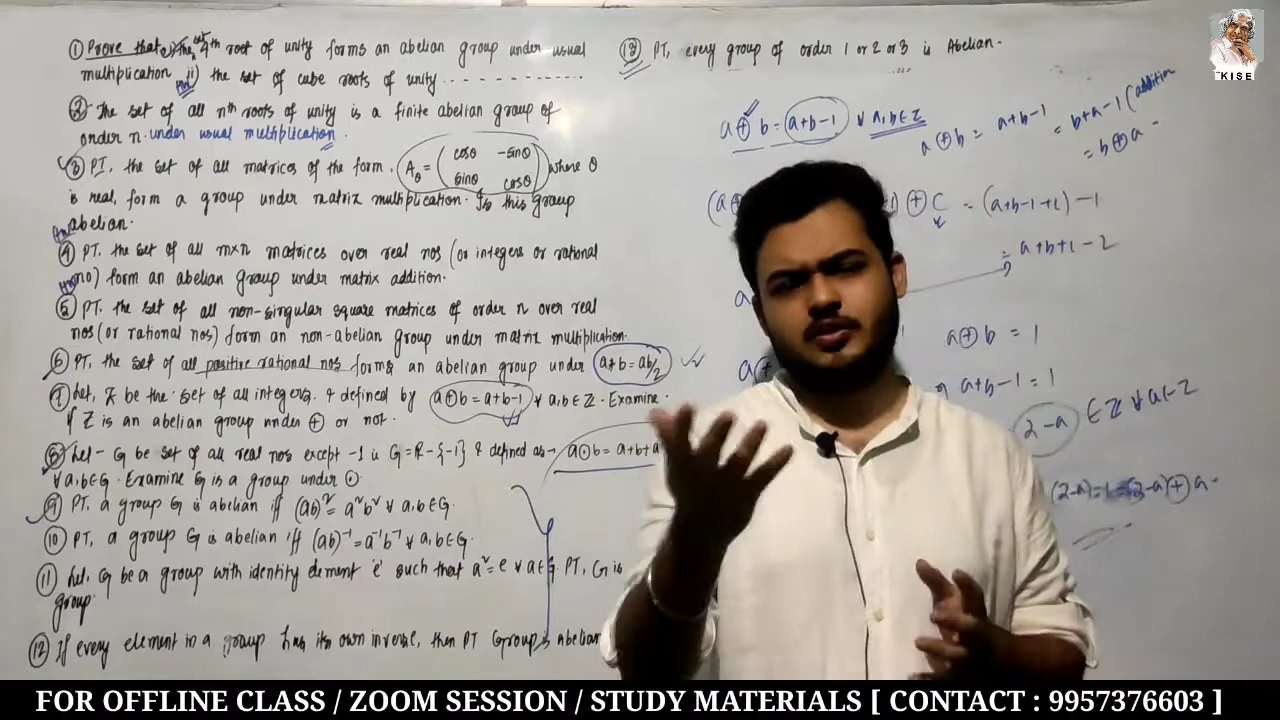 ① Prove that i) The set 4th root of unity forms an abelian group under usual
multiplication ii) the set of cube roots of unity - - - - - - - - - - - -
② The set of all nth roots of unity is a finite abelian group of
order n under usual multiplication.
③ PT, the set of all matrices of the form, Aθ = ( cosθ -sinθ
sinθ cosθ ) where θ
is real, form a group under matrix multiplication. Is this group
abelian.
④ PT, the set of all m×n matrices over real nos (or integers or rational
no) form an abelian group under matrix addition.
⑤ PT, the set of all non-singular square matrices of order n over real
nos (or rational nos) form an non-abelian group under matrix multiplication.
⑥ PT, the set of all positive rational nos forms an abelian group under a*b = ab/2
⑦ Let, Z be the set of all integers & defined by a⊕b = a+b-1 ∀ a,b∈Z. Examine
if Z is an abelian group under ⊕ or not.
⑧ Let- G be set of all real nos except -1 is G=R-{-1} & defined as→ a⊙b = a+b+a
∀ a,b∈G. Examine G is a group under ⊙.
⑨ PT, a group G is abelian iff (ab)² = a²b² ∀ a,b∈G.
⑩ PT, a group G is abelian iff (ab)⁻¹ = a⁻¹b⁻¹ ∀ a,b∈G.
⑪ Let, G be a group with identity element 'e' such that a² = e ∀ a∈G. PT, G is
group.
⑫ If every element in a group has its own inverse, then PT Group is Abelian
⑬ PT, every group of order 1 or 2 or 3 is Abelian.
a⊕b = a+b-1 ∀ a,b∈Z
a⊕b = a+b-1
= b+a-1 (addition
= b⊕a
(a ) ⊕ C = (a+b-1+c) - 1
= a+b+c-2
a
a⊕b = 1
a+b-1 = 1
2-a ∈ Z ∀ a∈Z
(2-a) = 1 = (2-a) ⊕ a
KISE
FOR OFFLINE CLASS / ZOOM SESSION / STUDY MATERIALS [ CONTACT : 9957376603 ]